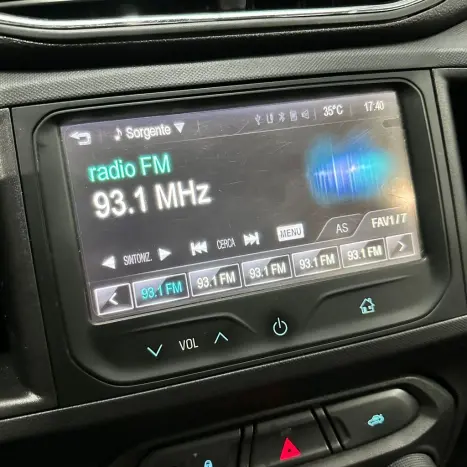 ♪ Sorgente ▼ 35°C 17:40
radio FM
93.1 MHz
◀ SINTONIZ. ▶ CERCA MENU AS FAV1/7
< 93.1 FM 93.1 FM 93.1 FM 93.1 FM 93.1 FM >
VOL